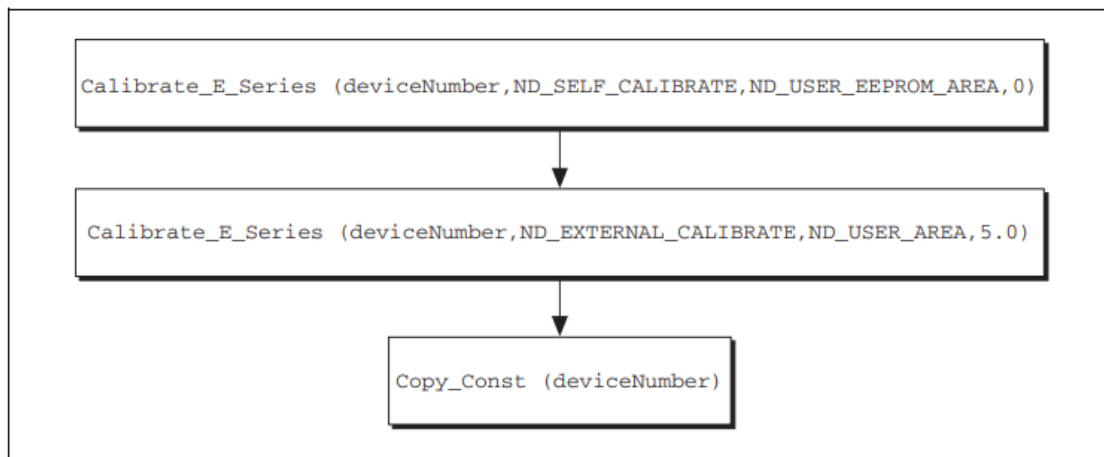 Calibrate_E_Series (deviceNumber,ND_SELF_CALIBRATE,ND_USER_EEPROM_AREA,0)
Calibrate_E_Series (deviceNumber,ND_EXTERNAL_CALIBRATE,ND_USER_AREA,5.0)
Copy_Const (deviceNumber)